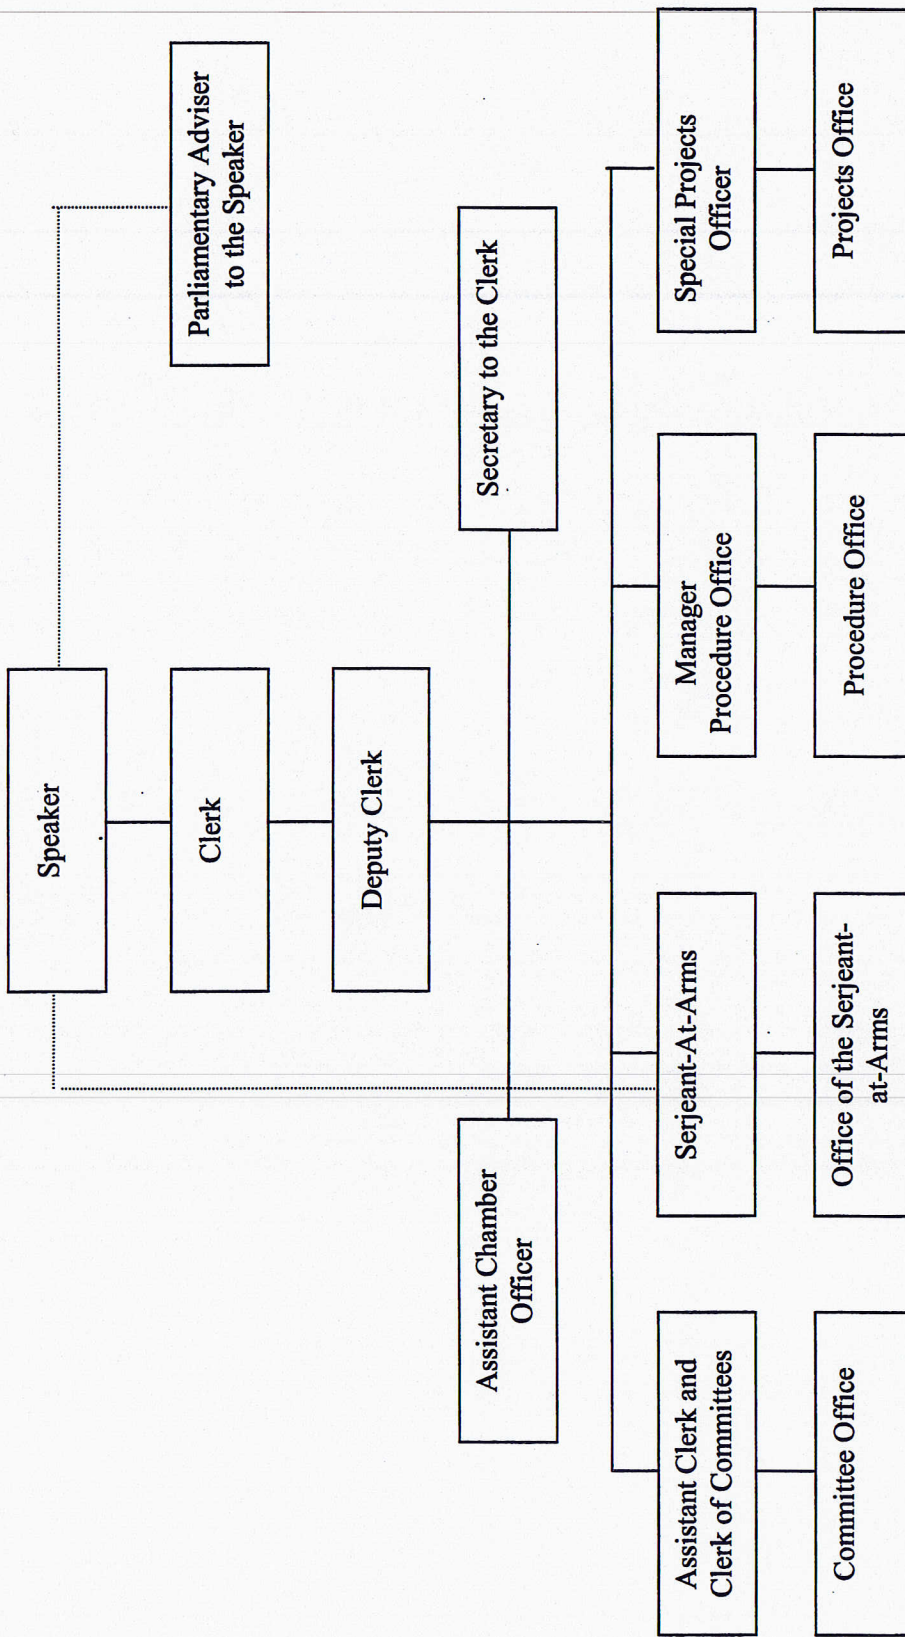 Speaker
Parliamentary Adviser
to the Speaker
Clerk
Deputy Clerk
Assistant Chamber
Officer
Secretary to the Clerk
Assistant Clerk and
Clerk of Committees
Serjeant-At-Arms
Manager
Procedure Office
Special Projects
Officer
Committee Office
Office of the Serjeant-
at-Arms
Procedure Office
Projects Office